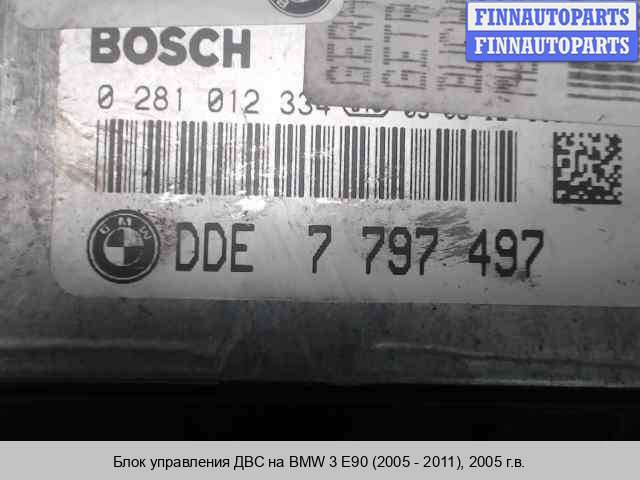 FINNAUTOPARTS
FINNAUTOPARTS
BOSCH
0 281 012 334
BMW
DDE 7 797 497
Блок управления ДВС на BMW 3 E90 (2005 - 2011), 2005 г.в.